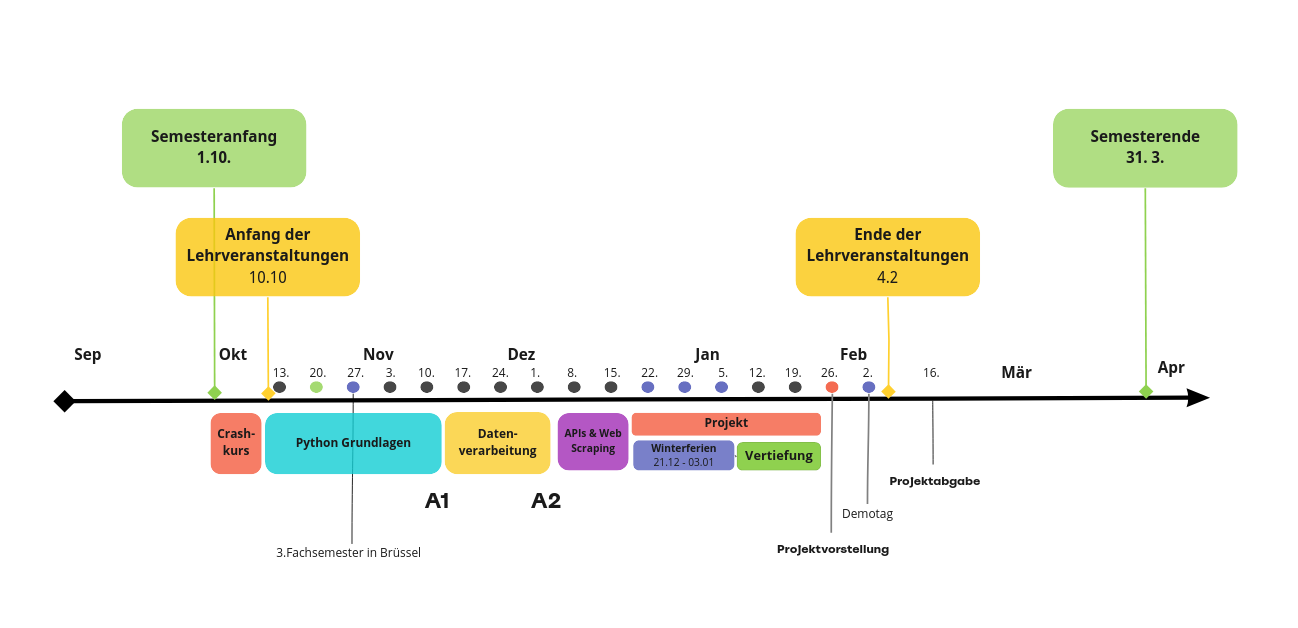 Semesteranfang
1.10.
Semesterende
31. 3.
Anfang der
Lehrveranstaltungen
10.10
Ende der
Lehrveranstaltungen
4.2
Sep
Okt
Nov
Dez
Jan
Feb
Mär
Apr
13.
20.
27.
3.
10.
17.
24.
1.
8.
15.
22.
29.
5.
12.
19.
26.
2.
16.
Crash-
kurs
Python Grundlagen
Daten-
verarbeitung
APIs & Web
Scraping
Projekt
Winterferien
21.12 - 03.01
Vertiefung
A1
A2
Projektabgabe
Demotag
3.Fachsemester in Brüssel
Projektvorstellung